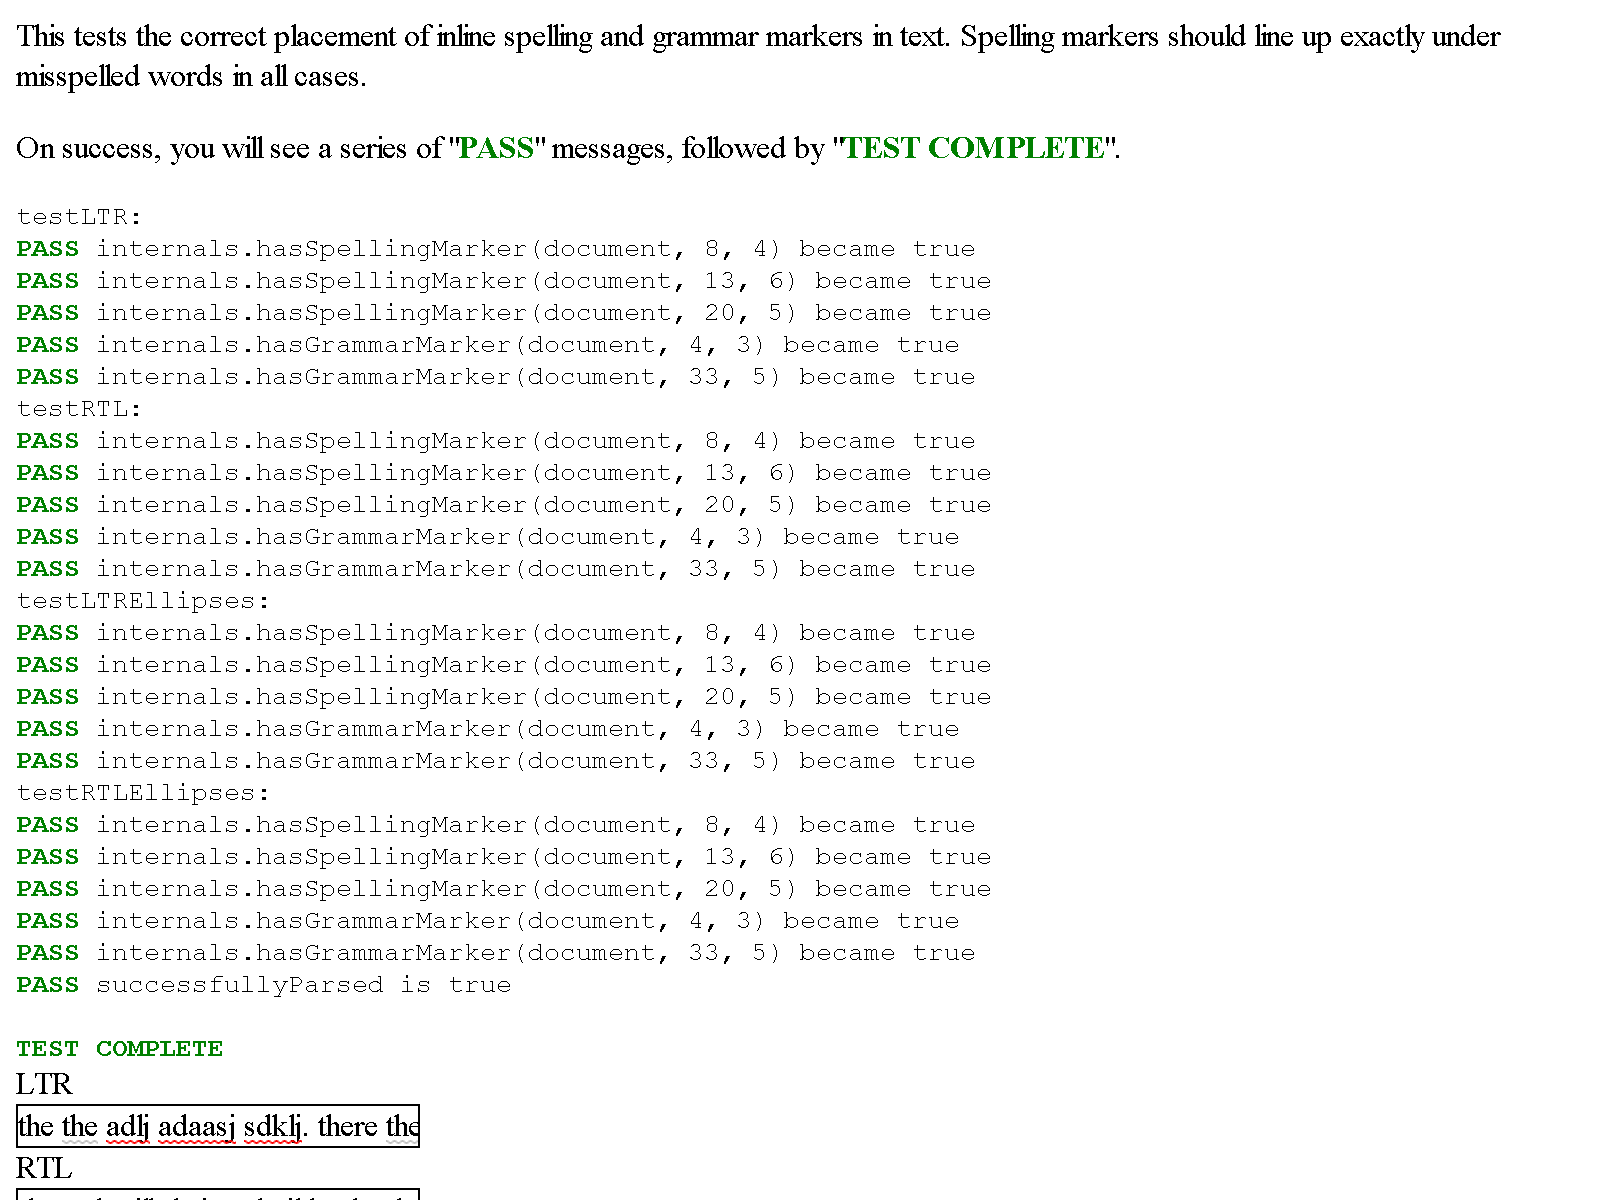 This tests the correct placement of inline spelling and grammar markers in text. Spelling markers should line up exactly under
misspelled words in all cases.
On success, you will see a series of "PASS" messages, followed by "TEST COMPLETE".
testLTR:
PASS internals.hasSpellingMarker(document, 8, 4) became true
PASS internals.hasSpellingMarker(document, 13, 6) became true
PASS internals.hasSpellingMarker(document, 20, 5) became true
PASS internals.hasGrammarMarker(document, 4, 3) became true
PASS internals.hasGrammarMarker(document, 33, 5) became true
testRTL:
PASS internals.hasSpellingMarker(document, 8, 4) became true
PASS internals.hasSpellingMarker(document, 13, 6) became true
PASS internals.hasSpellingMarker(document, 20, 5) became true
PASS internals.hasGrammarMarker(document, 4, 3) became true
PASS internals.hasGrammarMarker(document, 33, 5) became true
testLTREllipses:
PASS internals.hasSpellingMarker(document, 8, 4) became true
PASS internals.hasSpellingMarker(document, 13, 6) became true
PASS internals.hasSpellingMarker(document, 20, 5) became true
PASS internals.hasGrammarMarker(document, 4, 3) became true
PASS internals.hasGrammarMarker(document, 33, 5) became true
testRTLEllipses:
PASS internals.hasSpellingMarker(document, 8, 4) became true
PASS internals.hasSpellingMarker(document, 13, 6) became true
PASS internals.hasSpellingMarker(document, 20, 5) became true
PASS internals.hasGrammarMarker(document, 4, 3) became true
PASS internals.hasGrammarMarker(document, 33, 5) became true
PASS successfullyParsed is true
TEST COMPLETE
LTR
the the adlj adaasj sdklj. there the
RTL